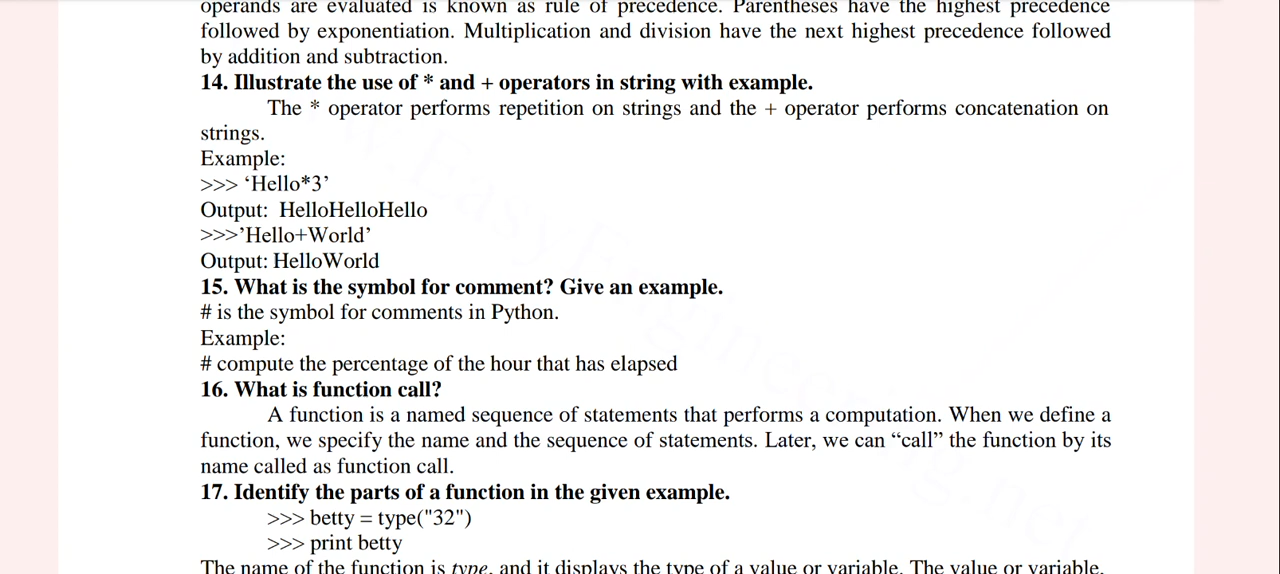 operands are evaluated is known as rule of precedence. Parentheses have the highest precedence
followed by exponentiation. Multiplication and division have the next highest precedence followed
by addition and subtraction.
14. Illustrate the use of * and + operators in string with example.
The * operator performs repetition on strings and the + operator performs concatenation on
strings.
Example:
>>> ‘Hello*3’
Output: HelloHelloHello
>>>’Hello+World’
Output: HelloWorld
15. What is the symbol for comment? Give an example.
# is the symbol for comments in Python.
Example:
# compute the percentage of the hour that has elapsed
16. What is function call?
A function is a named sequence of statements that performs a computation. When we define a
function, we specify the name and the sequence of statements. Later, we can “call” the function by its
name called as function call.
17. Identify the parts of a function in the given example.
>>> betty = type("32")
>>> print betty
The name of the function is type, and it displays the type of a value or variable. The value or variable,
w.EasyEngineering.net